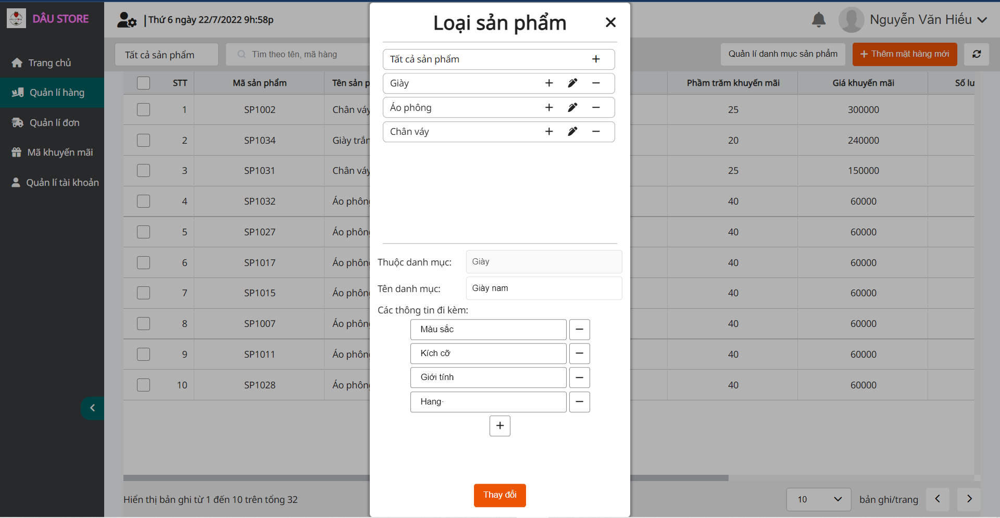 DÂU STORE
Thứ 6 ngày 22/7/2022 9h:58p
Nguyễn Văn Hiếu
Trang chủ
Quản lí hàng
Quản lí đơn
Mã khuyến mãi
Quản lí tài khoản
Tất cả sản phẩm
Tìm theo tên, mã hàng
Quản lí danh mục sản phẩm
Thêm mặt hàng mới
STT Mã sản phẩm Tên sản p Phầm trăm khuyến mãi Giá khuyến mãi Số lu
1 SP1002 Chân váy 25 300000
2 SP1034 Giày trắn 20 240000
3 SP1031 Chân váy 25 150000
4 SP1032 Áo phông 40 60000
5 SP1027 Áo phông 40 60000
6 SP1017 Áo phông 40 60000
7 SP1015 Áo phông 40 60000
8 SP1007 Áo phông 40 60000
9 SP1011 Áo phông 40 60000
10 SP1028 Áo phông 40 60000
Hiển thị bản ghi từ 1 đến 10 trên tổng 32
10 bản ghi/trang
Loại sản phẩm
Tất cả sản phẩm
Giày
Áo phông
Chân váy
Thuộc danh mục: Giày
Tên danh mục: Giày nam
Các thông tin đi kèm:
Màu sắc
Kích cỡ
Giới tính
Hang
Thay đổi